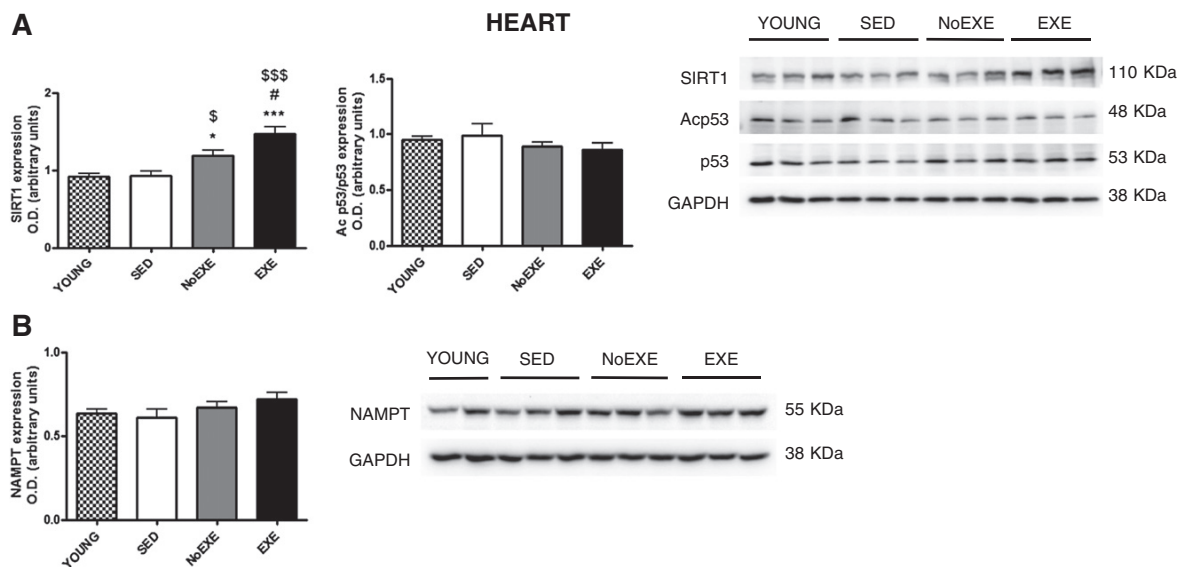 A
HEART
SIRT1 expression
O.D. (arbitrary units)
2
1
0
$
*
$$$
#
***
YOUNG
SED
NoEXE
EXE
Ac p53/p53 expression
O.D. (arbitrary units)
1.5
1.0
0.5
0.0
YOUNG
SED
NoEXE
EXE
YOUNG SED NoEXE EXE
SIRT1 110 KDa
Acp53 48 KDa
p53 53 KDa
GAPDH 38 KDa
B
NAMPT expression
O.D. (arbitrary units)
1.0
0.5
0.0
YOUNG
SED
NoEXE
EXE
YOUNG SED NoEXE EXE
NAMPT 55 KDa
GAPDH 38 KDa